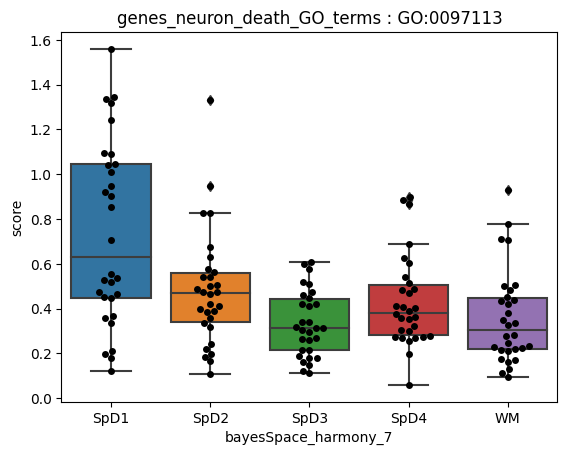 genes_neuron_death_GO_terms : GO:0097113
score
1.6
1.4
1.2
1.0
0.8
0.6
0.4
0.2
0.0
SpD1 SpD2 SpD3 SpD4 WM
bayesSpace_harmony_7